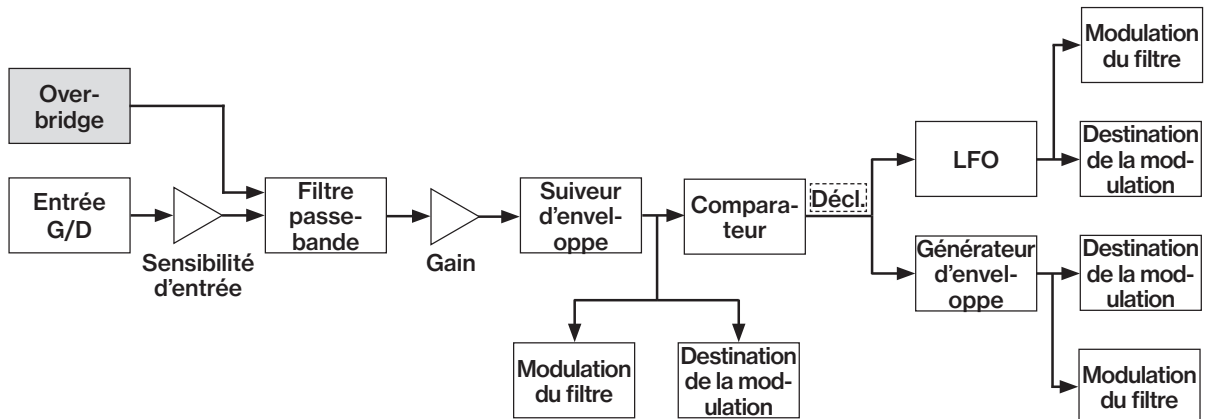 Over-
bridge
Entrée
G/D
Sensibilité
d'entrée
Filtre
passe-
bande
Gain
Suiveur
d'envel-
oppe
Modulation
du filtre
Destination
de la mod-
ulation
Compara-
teur
Décl.
LFO
Modulation
du filtre
Destination
de la mod-
ulation
Générateur
d'envel-
oppe
Destination
de la mod-
ulation
Modulation
du filtre